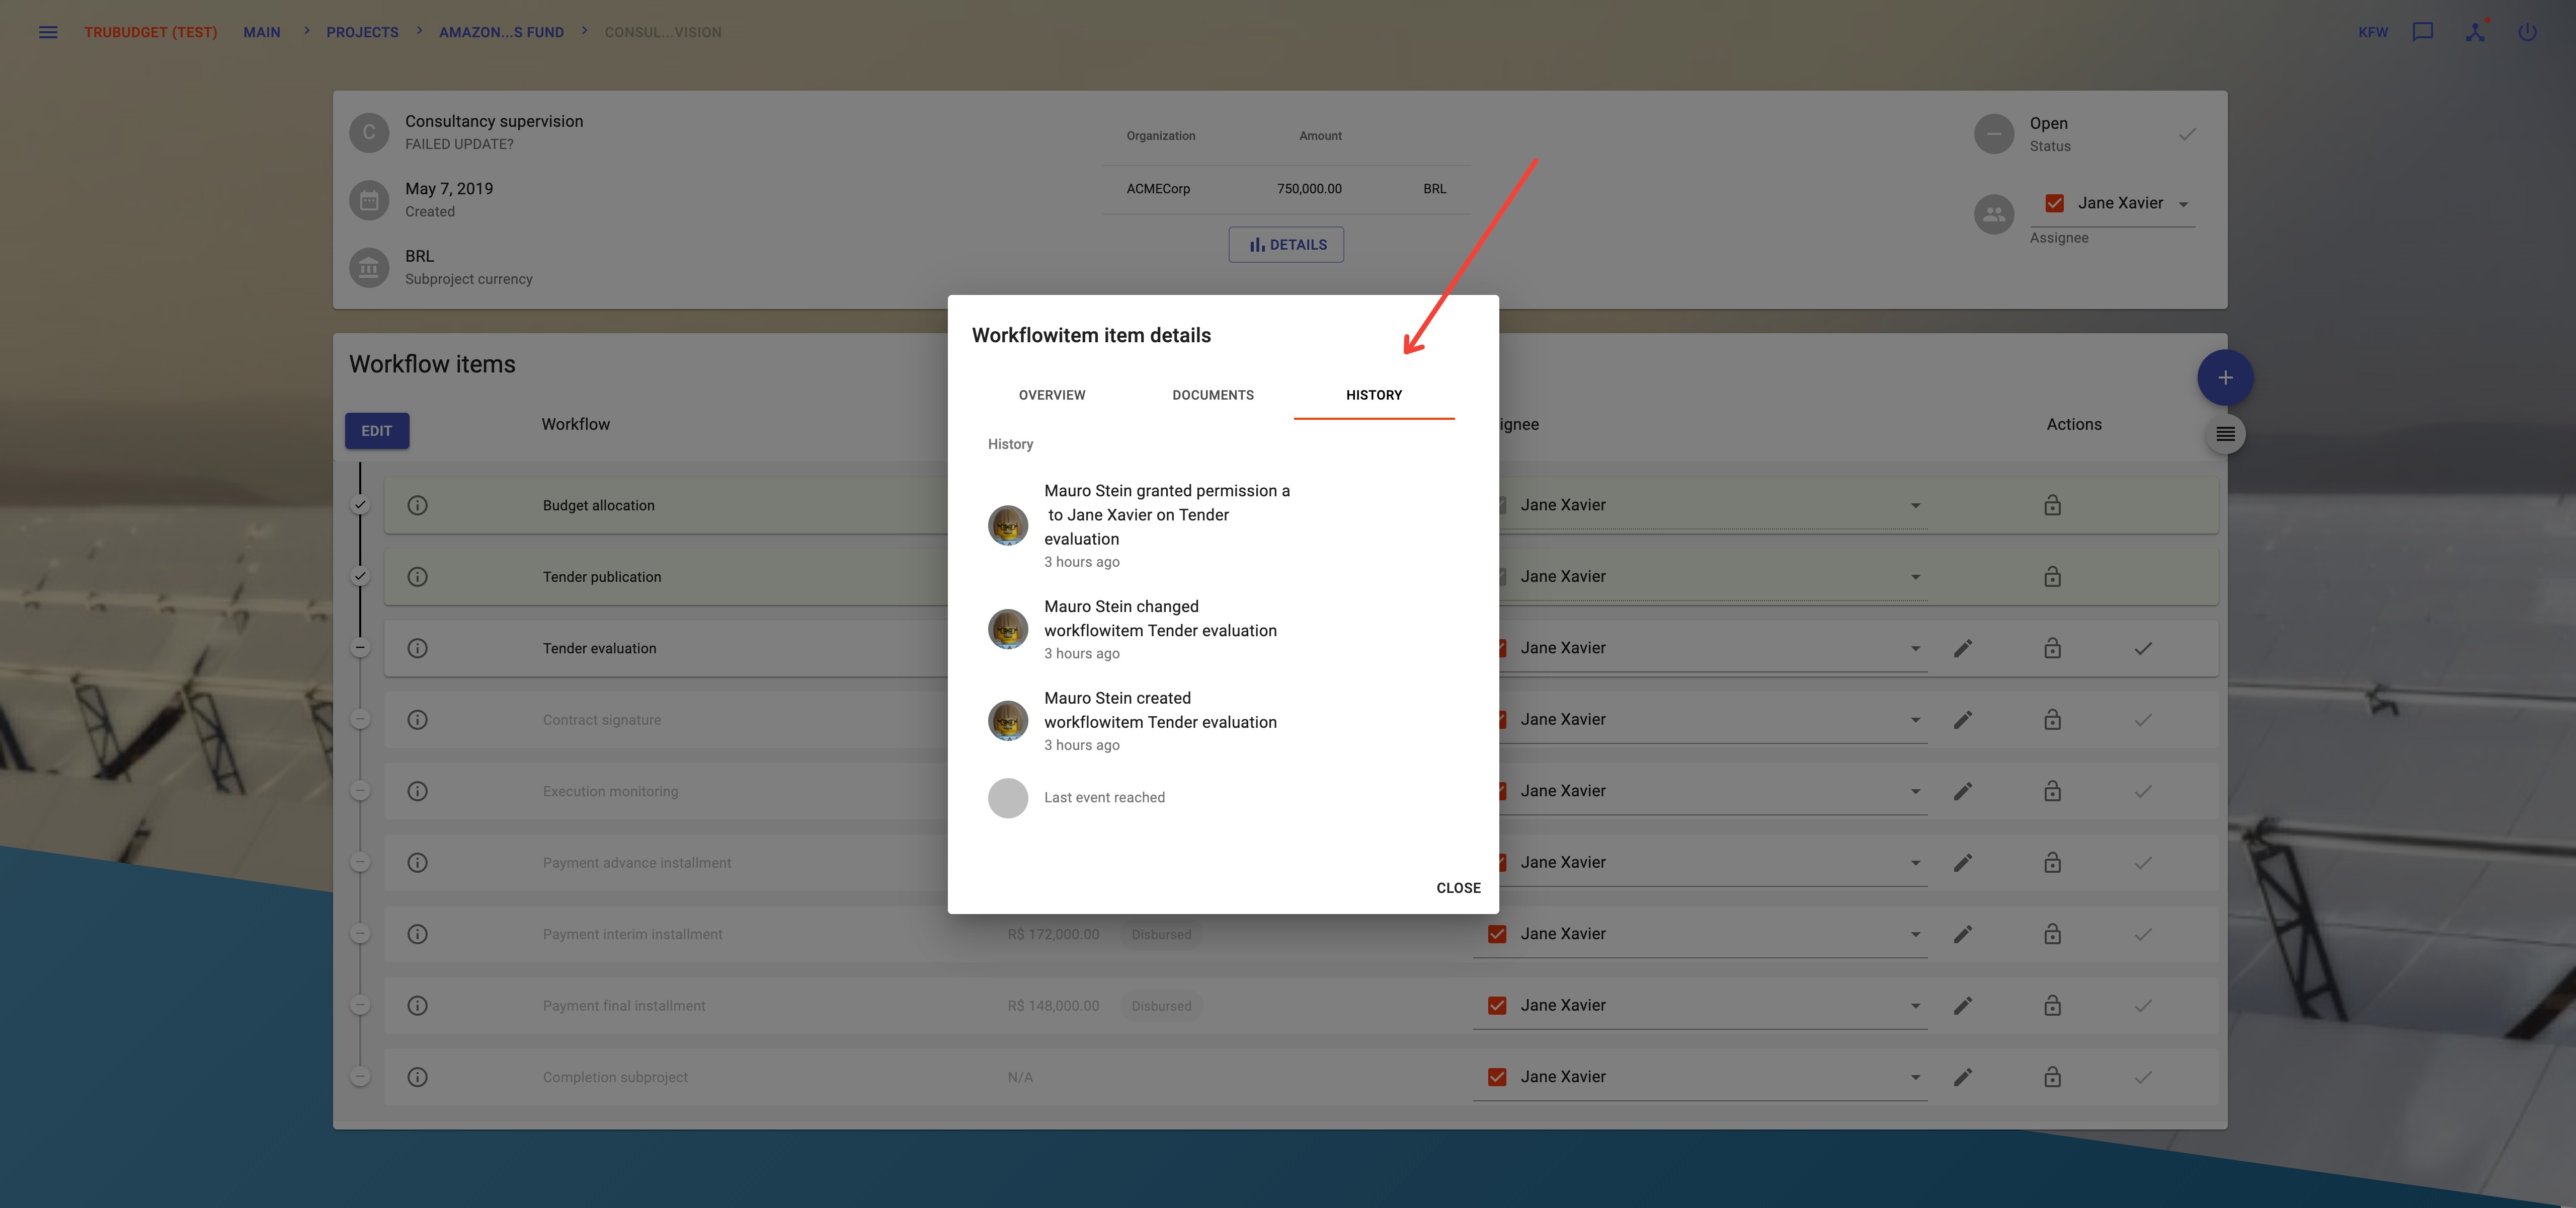 TRUBUDGET (TEST) MAIN > PROJECTS > AMAZON...S FUND > CONSUL...VISION KFW
C Consultancy supervision
FAILED UPDATE?
May 7, 2019
Created
BRL
Subproject currency
Organization Amount
ACMECorp 750,000.00 BRL
DETAILS
Open
Status
Jane Xavier
Assignee
Workflow items
EDIT Workflow ignee Actions
Budget allocation Jane Xavier
Tender publication Jane Xavier
Tender evaluation Jane Xavier
Contract signature Jane Xavier
Execution monitoring Jane Xavier
Payment advance installment Jane Xavier
Payment interim installment R$ 172,000.00 Disbursed Jane Xavier
Payment final installment R$ 148,000.00 Disbursed Jane Xavier
Completion subproject N/A Jane Xavier
Workflowitem item details
OVERVIEW DOCUMENTS HISTORY
History
Mauro Stein granted permission a
to Jane Xavier on Tender
evaluation
3 hours ago
Mauro Stein changed
workflowitem Tender evaluation
3 hours ago
Mauro Stein created
workflowitem Tender evaluation
3 hours ago
Last event reached
CLOSE